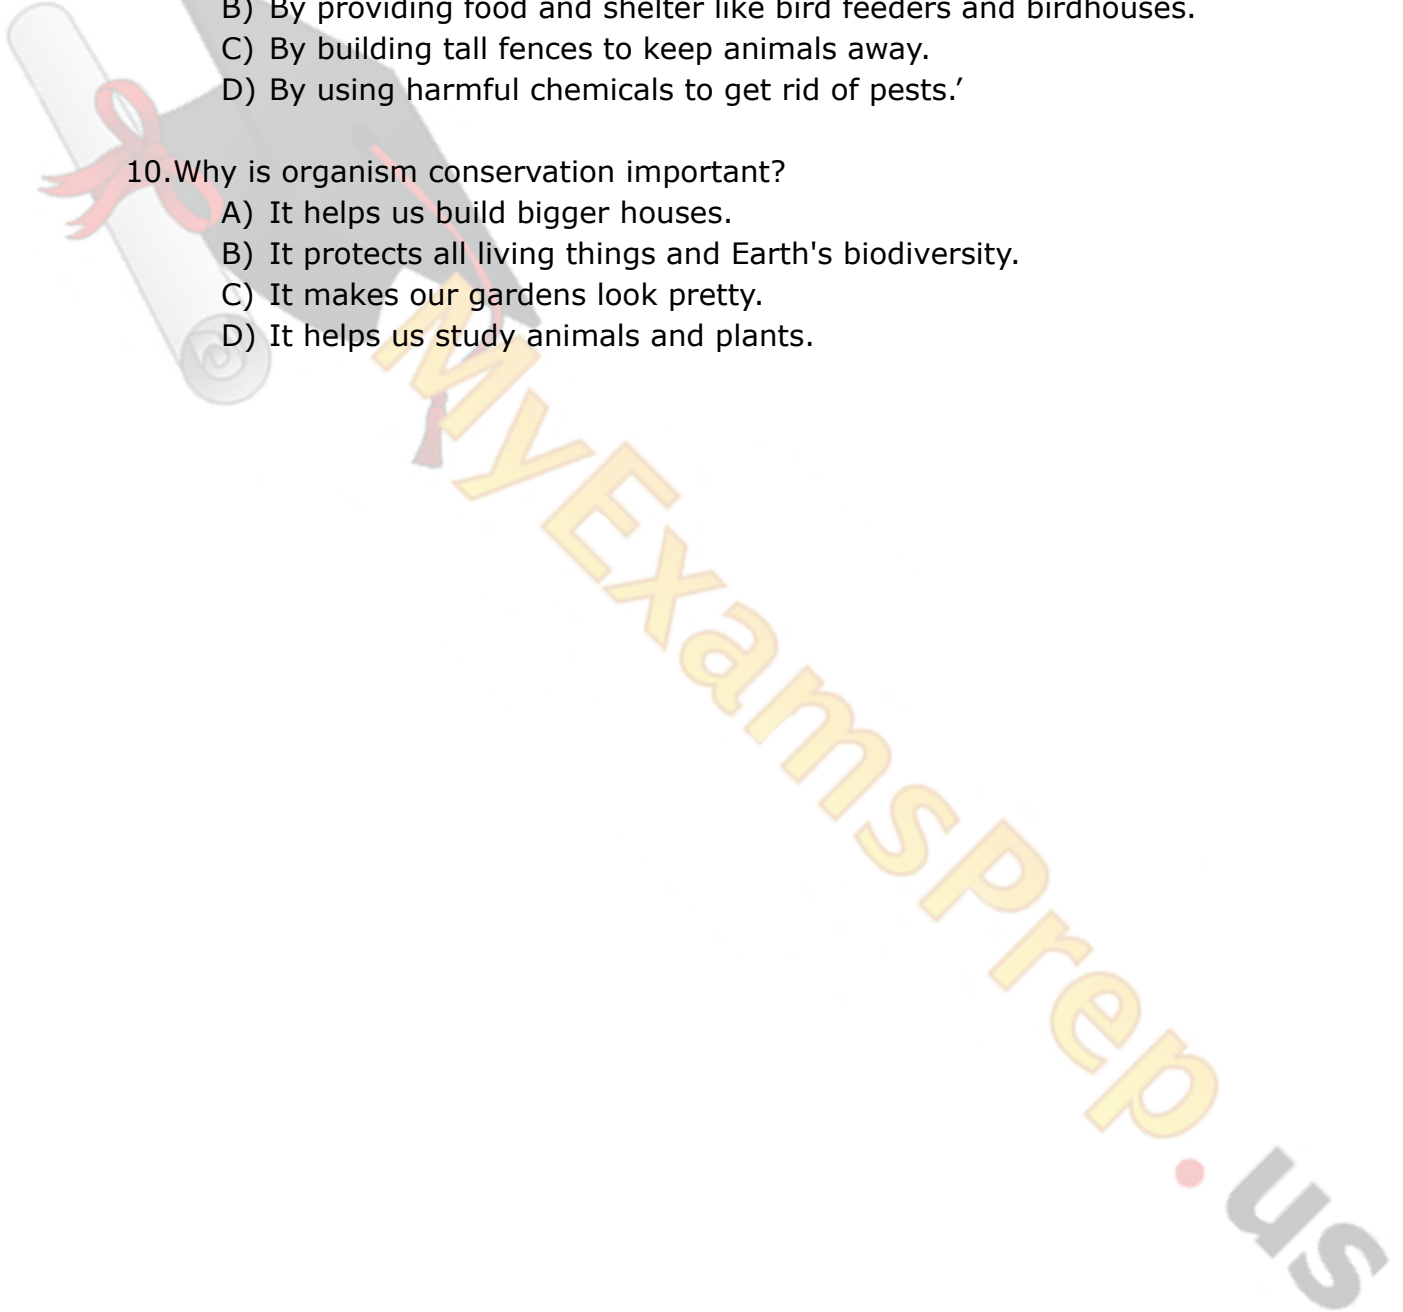 B) By providing food and shelter like bird feeders and birdhouses.
C) By building tall fences to keep animals away.
D) By using harmful chemicals to get rid of pests.’
10.Why is organism conservation important?
A) It helps us build bigger houses.
B) It protects all living things and Earth's biodiversity.
C) It makes our gardens look pretty.
D) It helps us study animals and plants.
MyExamsPrep.us